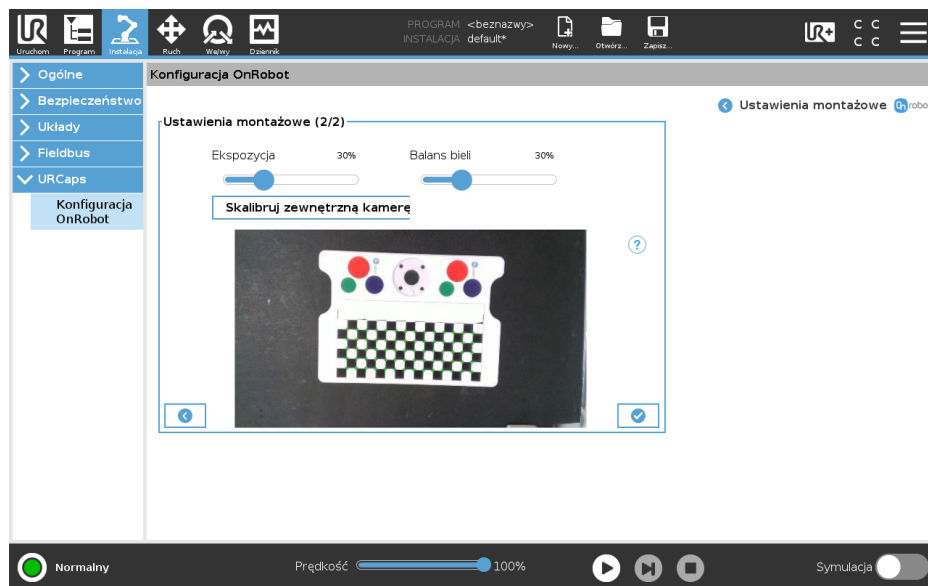 Uruchom Program Instalacja Ruch We/wy Dziennik
PROGRAM <beznazwy>
INSTALACJA default*
Nowy... Otwórz... Zapisz...
UR+
C C
C C
Ogólne
Bezpieczeństwo
Układy
Fieldbus
URCaps
Konfiguracja
OnRobot
Konfiguracja OnRobot
Ustawienia montażowe
Ustawienia montażowe (2/2)
Ekspozycja 30% Balans bieli 30%
Skalibruj zewnętrzną kamerę
?
Normalny
Prędkość 100%
Symulacja